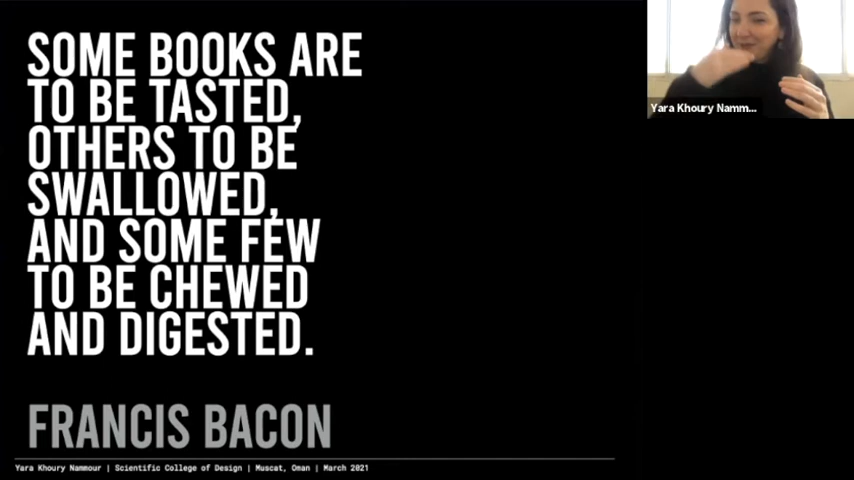 SOME BOOKS ARE
TO BE TASTED,
OTHERS TO BE
SWALLOWED,
AND SOME FEW
TO BE CHEWED
AND DIGESTED.
FRANCIS BACON
Yara Khoury Nammour | Scientific College of Design | Muscat, Oman | March 2021
Yara Khoury Namm...